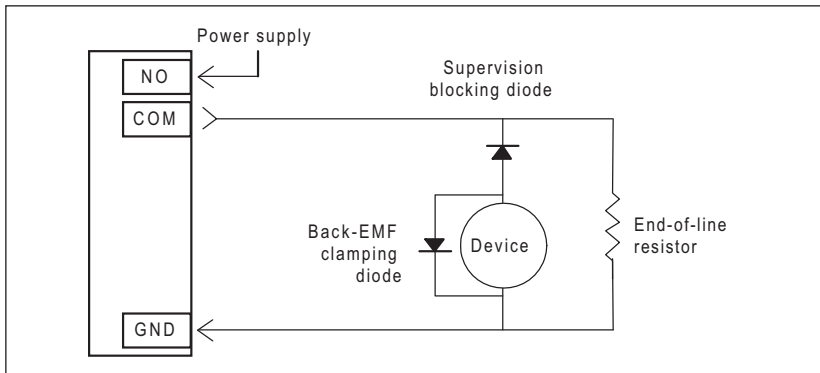 Power supply
NO
COM
Supervision
blocking diode
Back-EMF
clamping
diode
Device
End-of-line
resistor
GND